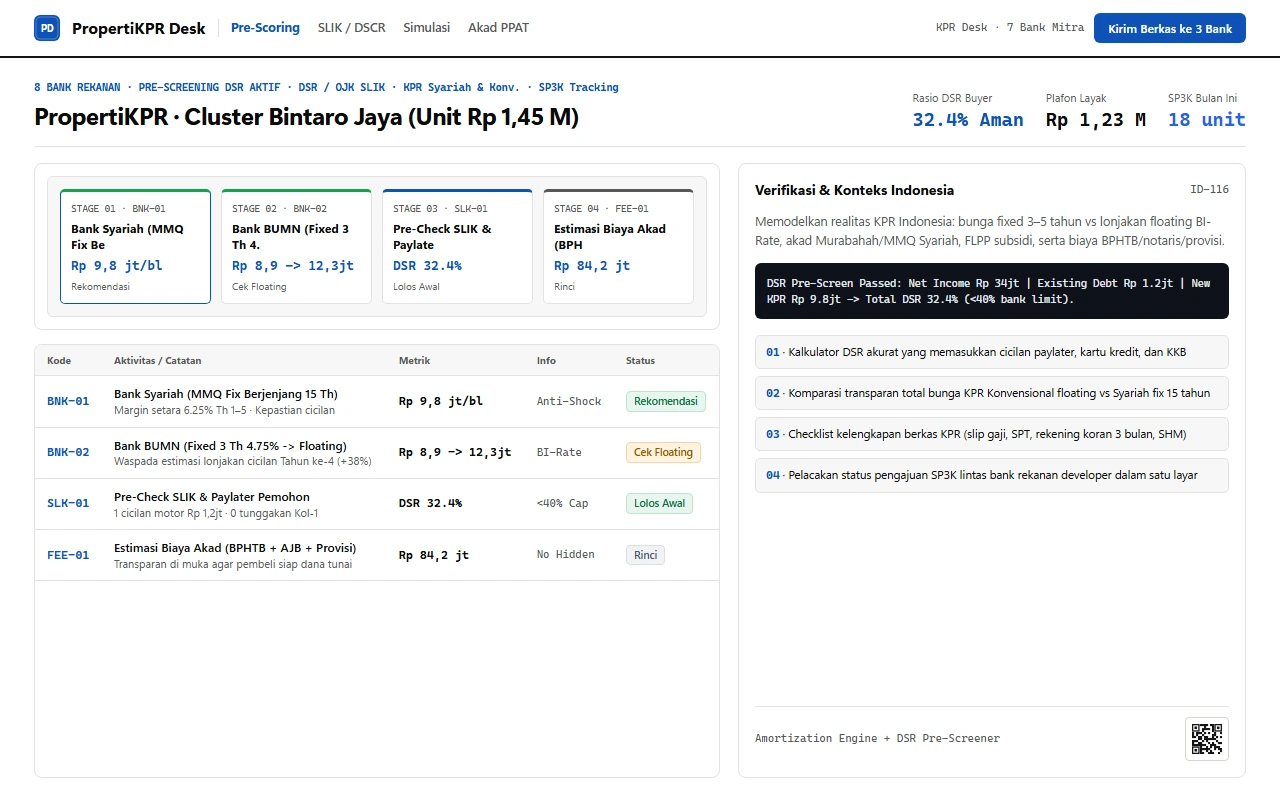 PD
PropertiKPR Desk
Pre-Scoring
SLIK / DSCR
Simulasi
Akad PPAT
KPR Desk · 7 Bank Mitra
Kirim Berkas ke 3 Bank
8 BANK REKANAN · PRE-SCREENING DSR AKTIF · DSR / OJK SLIK · KPR Syariah & Konv. · SP3K Tracking
PropertiKPR · Cluster Bintaro Jaya (Unit Rp 1,45 M)
Rasio DSR Buyer
32.4% Aman
Plafon Layak
Rp 1,23 M
SP3K Bulan Ini
18 unit
STAGE 01 · BNK-01
Bank Syariah (MMQ
Fix Be
Rp 9,8 jt/bl
Rekomendasi
STAGE 02 · BNK-02
Bank BUMN (Fixed 3
Th 4.
Rp 8,9 -> 12,3jt
Cek Floating
STAGE 03 · SLK-01
Pre-Check SLIK &
Paylate
DSR 32.4%
Lolos Awal
STAGE 04 · FEE-01
Estimasi Biaya Akad
(BPH
Rp 84,2 jt
Rinci
Kode Aktivitas / Catatan Metrik Info Status
BNK-01 Bank Syariah (MMQ Fix Berjenjang 15 Th) Rp 9,8 jt/bl Anti-Shock Rekomendasi
Margin setara 6.25% Th 1–5 · Kepastian cicilan
BNK-02 Bank BUMN (Fixed 3 Th 4.75% -> Floating) Rp 8,9 -> 12,3jt BI-Rate Cek Floating
Waspada estimasi lonjakan cicilan Tahun ke-4 (+38%)
SLK-01 Pre-Check SLIK & Paylater Pemohon DSR 32.4% <40% Cap Lolos Awal
1 cicilan motor Rp 1,2jt · 0 tunggakan Kol-1
FEE-01 Estimasi Biaya Akad (BPHTB + AJB + Provisi) Rp 84,2 jt No Hidden Rinci
Transparan di muka agar pembeli siap dana tunai
Verifikasi & Konteks Indonesia
ID-116
Memodelkan realitas KPR Indonesia: bunga fixed 3–5 tahun vs lonjakan floating BI-
Rate, akad Murabahah/MMQ Syariah, FLPP subsidi, serta biaya BPHTB/notaris/provisi.
DSR Pre-Screen Passed: Net Income Rp 34jt | Existing Debt Rp 1.2jt | New
KPR Rp 9.8jt -> Total DSR 32.4% (<40% bank limit).
01 · Kalkulator DSR akurat yang memasukkan cicilan paylater, kartu kredit, dan KKB
02 · Komparasi transparan total bunga KPR Konvensional floating vs Syariah fix 15 tahun
03 · Checklist kelengkapan berkas KPR (slip gaji, SPT, rekening koran 3 bulan, SHM)
04 · Pelacakan status pengajuan SP3K lintas bank rekanan developer dalam satu layar
Amortization Engine + DSR Pre-Screener